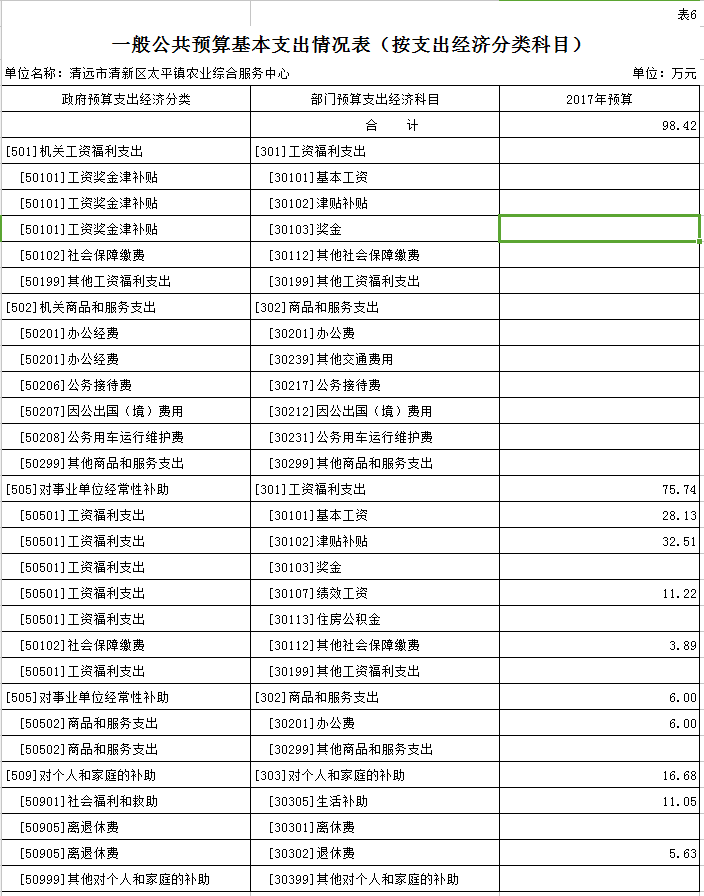 表6
一般公共预算基本支出情况表（按支出经济分类科目）
单位名称：清远市清新区太平镇农业综合服务中心 单位：万元
政府预算支出经济分类 部门预算支出经济科目 2017年预算
合 计 98.42
[501]机关工资福利支出 [301]工资福利支出
[50101]工资奖金津补贴 [30101]基本工资
[50101]工资奖金津补贴 [30102]津贴补贴
[50101]工资奖金津补贴 [30103]奖金
[50102]社会保障缴费 [30112]其他社会保障缴费
[50199]其他工资福利支出 [30199]其他工资福利支出
[502]机关商品和服务支出 [302]商品和服务支出
[50201]办公经费 [30201]办公费
[50201]办公经费 [30239]其他交通费用
[50206]公务接待费 [30217]公务接待费
[50207]因公出国（境）费用 [30212]因公出国（境）费用
[50208]公务用车运行维护费 [30231]公务用车运行维护费
[50299]其他商品和服务支出 [30299]其他商品和服务支出
[505]对事业单位经常性补助 [301]工资福利支出 75.74
[50501]工资福利支出 [30101]基本工资 28.13
[50501]工资福利支出 [30102]津贴补贴 32.51
[50501]工资福利支出 [30103]奖金
[50501]工资福利支出 [30107]绩效工资 11.22
[50501]工资福利支出 [30113]住房公积金
[50102]社会保障缴费 [30112]其他社会保障缴费 3.89
[50501]工资福利支出 [30199]其他工资福利支出
[505]对事业单位经常性补助 [302]商品和服务支出 6.00
[50502]商品和服务支出 [30201]办公费 6.00
[50502]商品和服务支出 [30299]其他商品和服务支出
[509]对个人和家庭的补助 [303]对个人和家庭的补助 16.68
[50901]社会福利和救助 [30305]生活补助 11.05
[50905]离退休费 [30301]离休费
[50905]离退休费 [30302]退休费 5.63
[50999]其他对个人和家庭的补助 [30399]其他对个人和家庭的补助